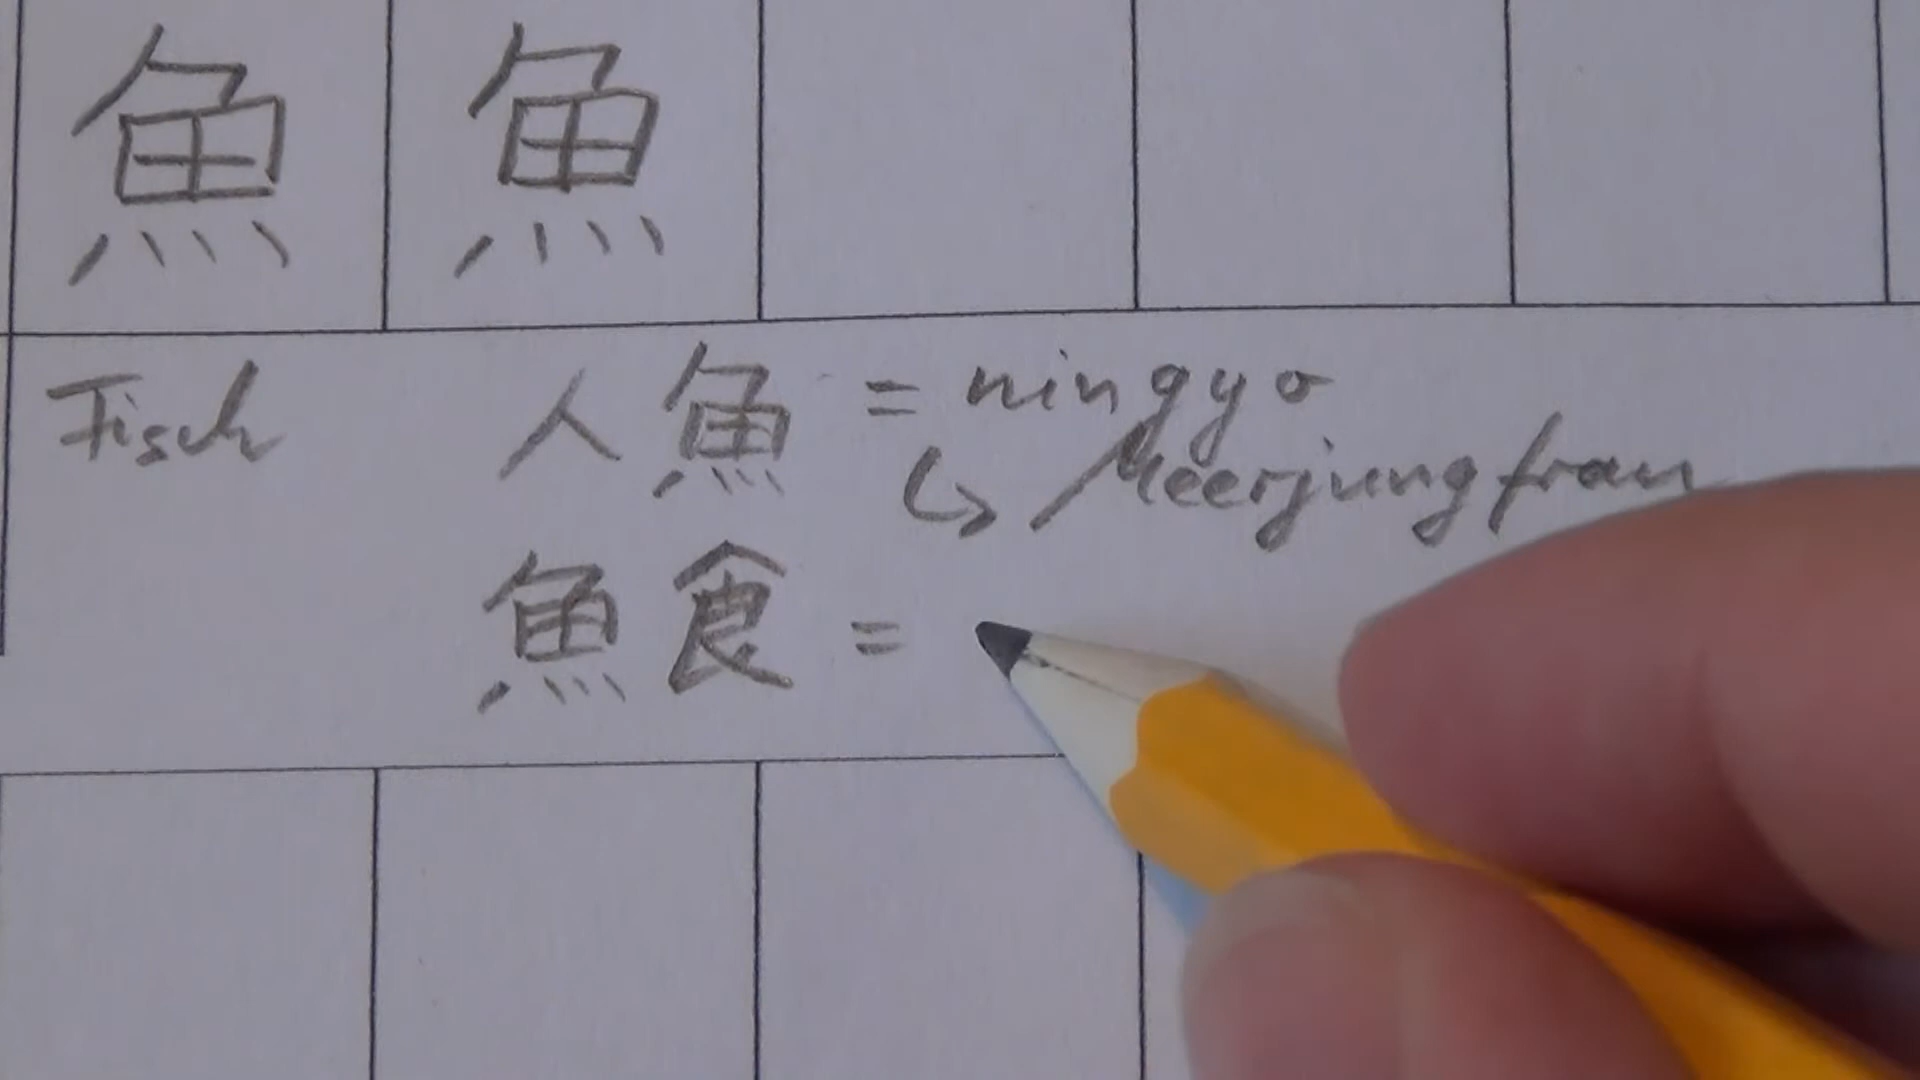 魚 魚
Fisch 人魚 = ningyo
↳ Meerjungfrau
魚食 =